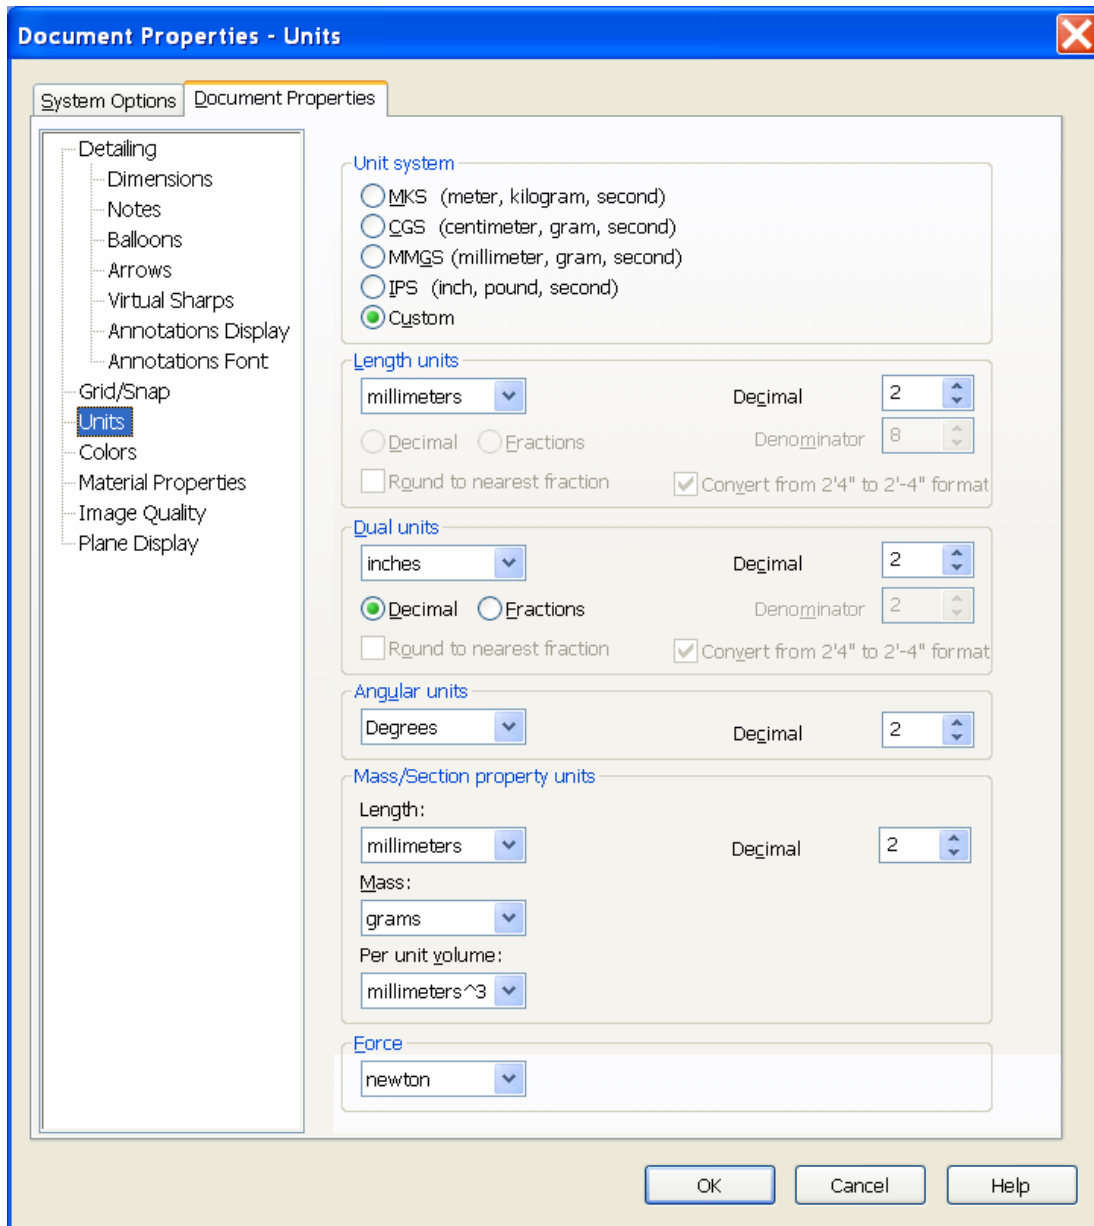 Document Properties - Units
System Options Document Properties
Detailing
Dimensions
Notes
Balloons
Arrows
Virtual Sharps
Annotations Display
Annotations Font
Grid/Snap
Units
Colors
Material Properties
Image Quality
Plane Display
Unit system
MKS (meter, kilogram, second)
CGS (centimeter, gram, second)
MMGS (millimeter, gram, second)
IPS (inch, pound, second)
Custom
Length units
millimeters Decimal 2
Decimal Fractions Denominator 8
Round to nearest fraction Convert from 2'4" to 2'-4" format
Dual units
inches Decimal 2
Decimal Fractions Denominator 2
Round to nearest fraction Convert from 2'4" to 2'-4" format
Angular units
Degrees Decimal 2
Mass/Section property units
Length:
millimeters Decimal 2
Mass:
grams
Per unit volume:
millimeters^3
Force
newton
OK Cancel Help